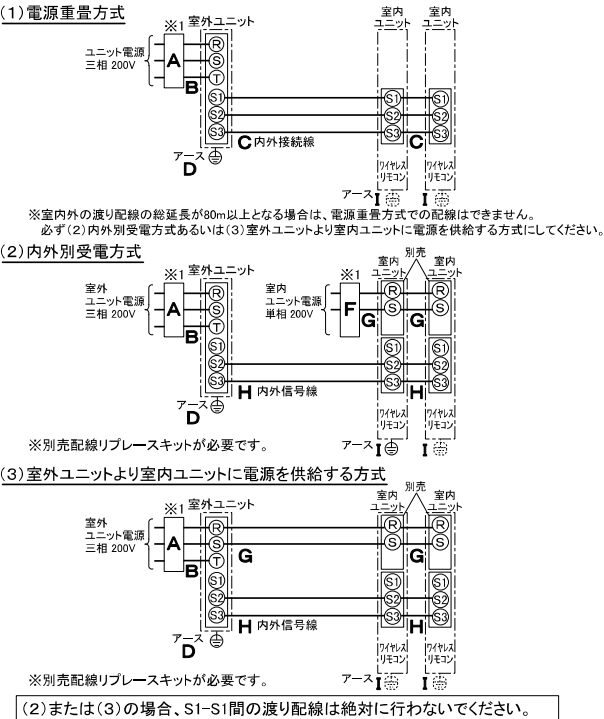 (1)電源重畳方式
※1 室外ユニット
室内
ユニット
室内
ユニット
ユニット電源
三相 200V
A
B
R
S
T
S1
S2
S3
S1
S2
S3
S1
S2
S3
C 内外接続線
C
アース
D
ワイヤレス
リモコン
ワイヤレス
リモコン
アース I
I
※室内外の渡り配線の総延長が80m以上となる場合は、電源重畳方式での配線はできません。
必ず(2)内外別受電方式あるいは(3)室外ユニットより室内ユニットに電源を供給する方式にしてください。
(2)内外別受電方式
※1 室外ユニット
※1
別売
室内
ユニット
室内
ユニット
室外
ユニット電源
三相 200V
A
B
R
S
T
S1
S2
S3
室内
ユニット電源
単相 200V
F
G
G
R
S
R
S
S1
S2
S3
S1
S2
S3
H 内外信号線
H
アース
D
ワイヤレス
リモコン
ワイヤレス
リモコン
※別売配線リプレースキットが必要です。
アース I
I
(3)室外ユニットより室内ユニットに電源を供給する方式
※1 室外ユニット
別売
室内
ユニット
室内
ユニット
室外
ユニット電源
三相 200V
A
B
R
S
T
S1
S2
S3
G
G
R
S
R
S
S1
S2
S3
S1
S2
S3
H 内外信号線
H
アース
D
ワイヤレス
リモコン
ワイヤレス
リモコン
※別売配線リプレースキットが必要です。
アース I
I
(2)または(3)の場合、S1-S1間の渡り配線は絶対に行わないでください。